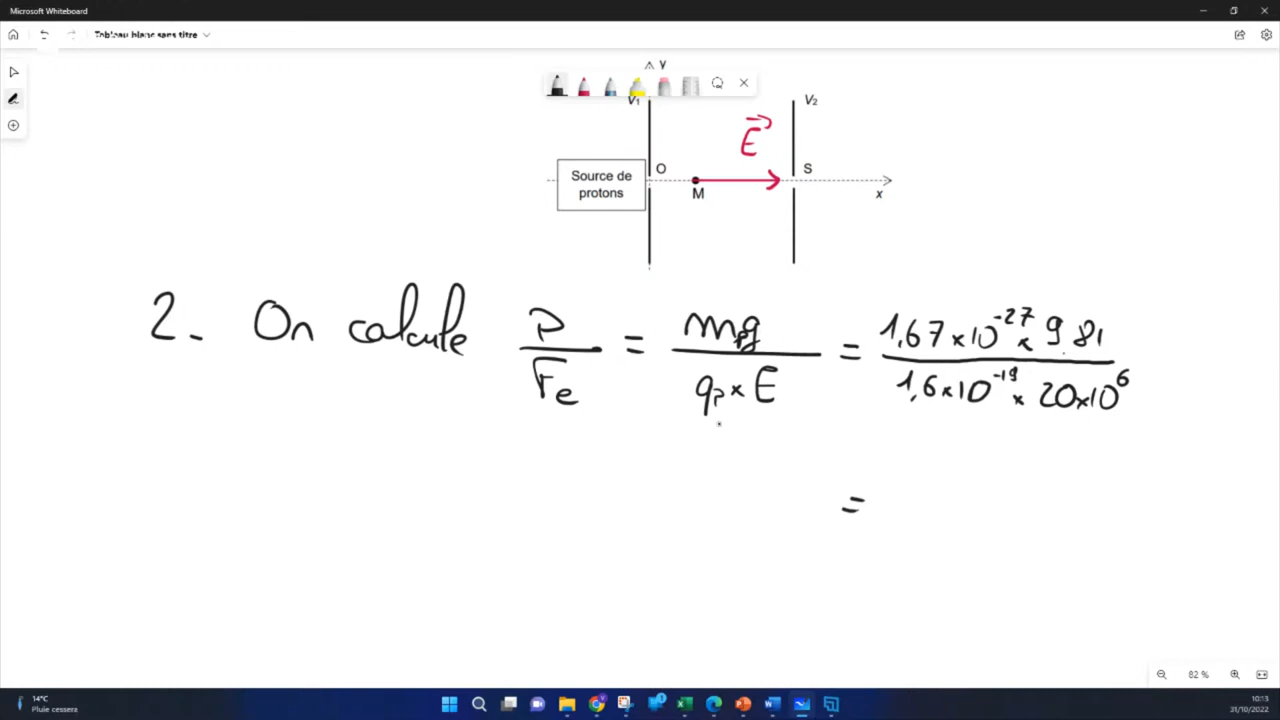 Microsoft Whiteboard
Tableau blanc sans titre
y
V1
V2
E
O
S
Source de
protons
M
x
2. On calcule P/Fe = mpg/qp×E = 1,67×10^-27 × 9,81/1,6×10^-19 × 20×10^6
=
82 %
14°C
Pluie cessera
1
10:13
31/10/2022